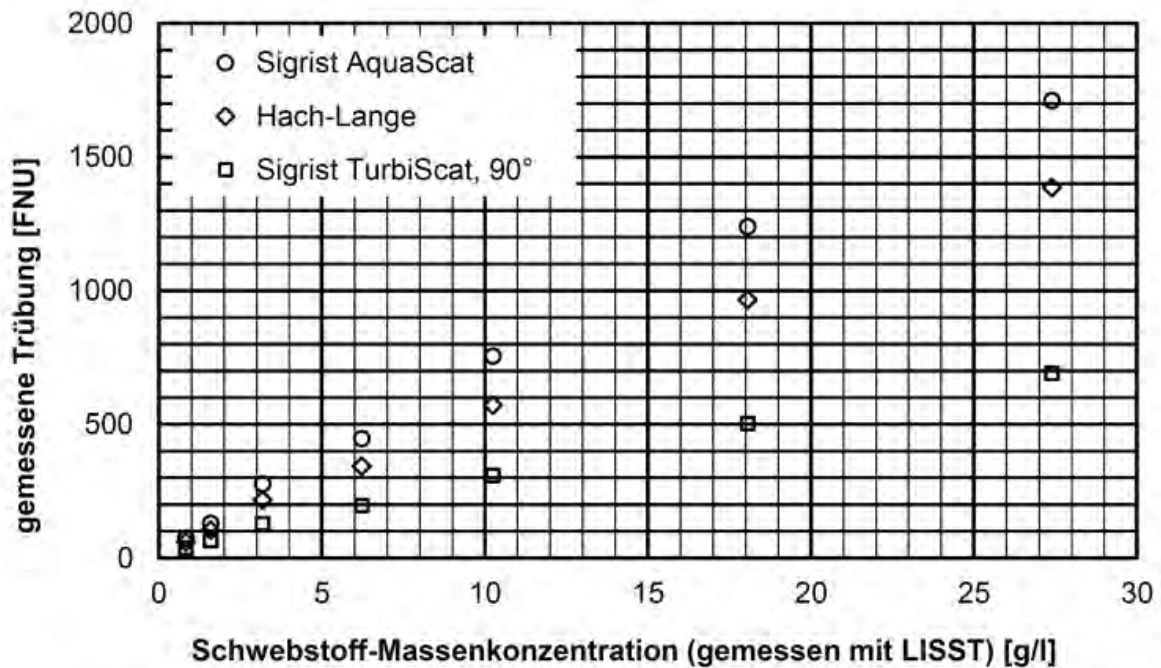 2000
1500
1000
500
0
Sigrist AquaScat
Hach-Lange
Sigrist TurbiScat, 90°
gemessene Trübung [FNU]
0 5 10 15 20 25 30
Schwebstoff-Massenkonzentration (gemessen mit LISST) [g/l]